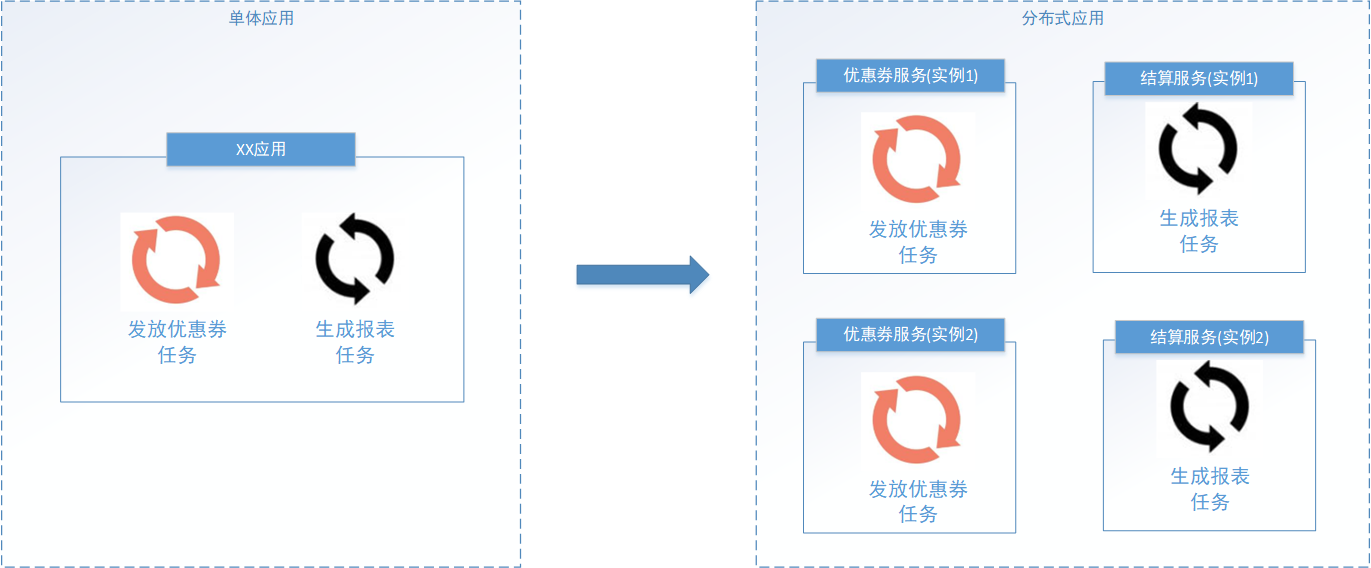 单体应用
XX应用
发放优惠券
任务
生成报表
任务
分布式应用
优惠券服务(实例1)
发放优惠券
任务
结算服务(实例1)
生成报表
任务
优惠券服务(实例2)
发放优惠券
任务
结算服务(实例2)
生成报表
任务